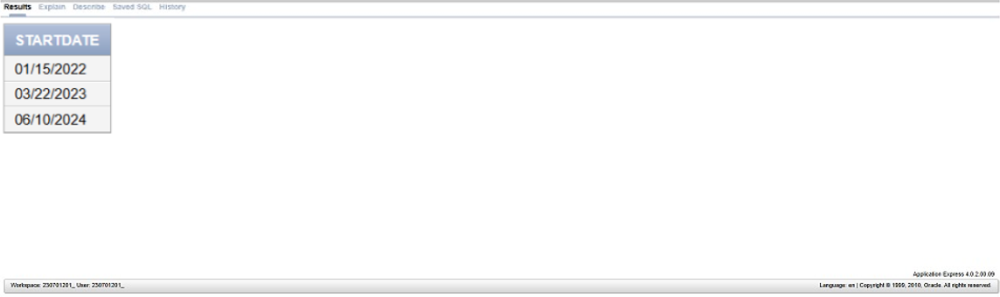 Results Explain Describe Saved SQL History
STARTDATE
01/15/2022
03/22/2023
06/10/2024
Application Express 4.0.2.00.09
Workspace: 230701201_ User: 230701201_
Language: en | Copyright © 1999, 2010, Oracle. All rights reserved.